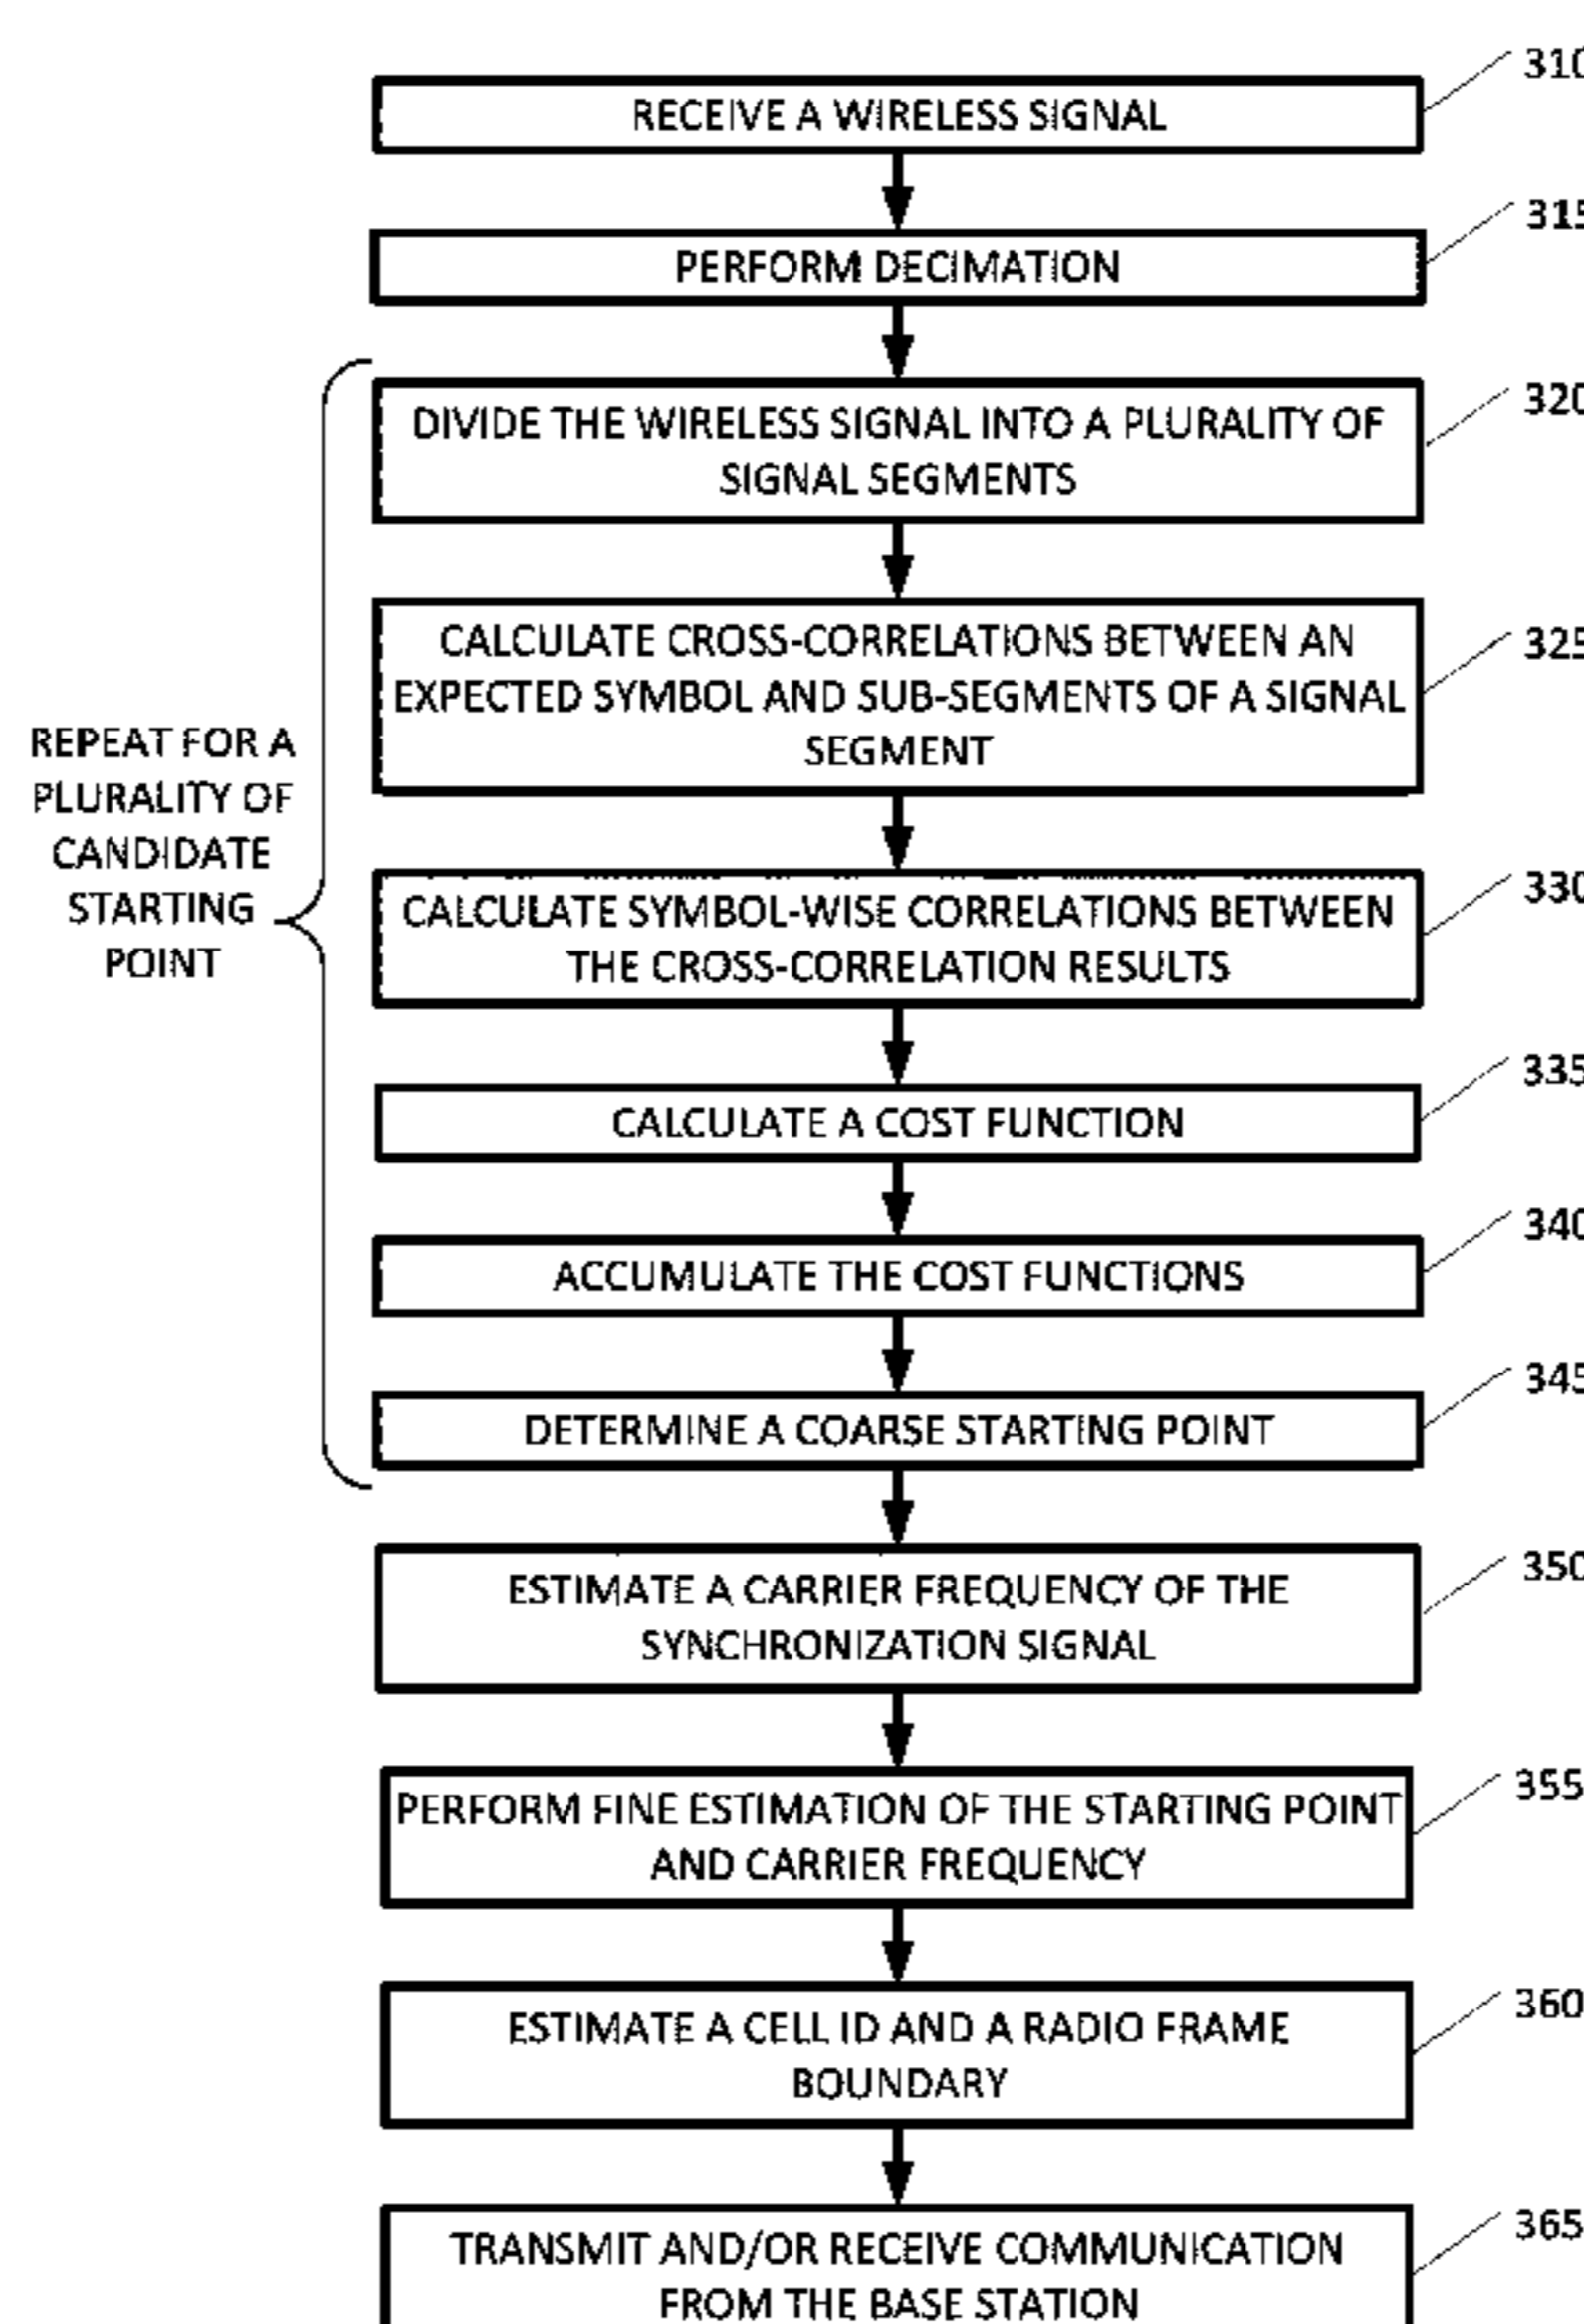 310
RECEIVE A WIRELESS SIGNAL
315
PERFORM DECIMATION
320
DIVIDE THE WIRELESS SIGNAL INTO A PLURALITY OF
SIGNAL SEGMENTS
325
CALCULATE CROSS-CORRELATIONS BETWEEN AN
EXPECTED SYMBOL AND SUB-SEGMENTS OF A SIGNAL
SEGMENT
REPEAT FOR A
PLURALITY OF
CANDIDATE
STARTING
POINT
330
CALCULATE SYMBOL-WISE CORRELATIONS BETWEEN
THE CROSS-CORRELATION RESULTS
335
CALCULATE A COST FUNCTION
340
ACCUMULATE THE COST FUNCTIONS
345
DETERMINE A COARSE STARTING POINT
350
ESTIMATE A CARRIER FREQUENCY OF THE
SYNCHRONIZATION SIGNAL
355
PERFORM FINE ESTIMATION OF THE STARTING POINT
AND CARRIER FREQUENCY
360
ESTIMATE A CELL ID AND A RADIO FRAME
BOUNDARY
365
TRANSMIT AND/OR RECEIVE COMMUNICATION
FROM THE BASE STATION